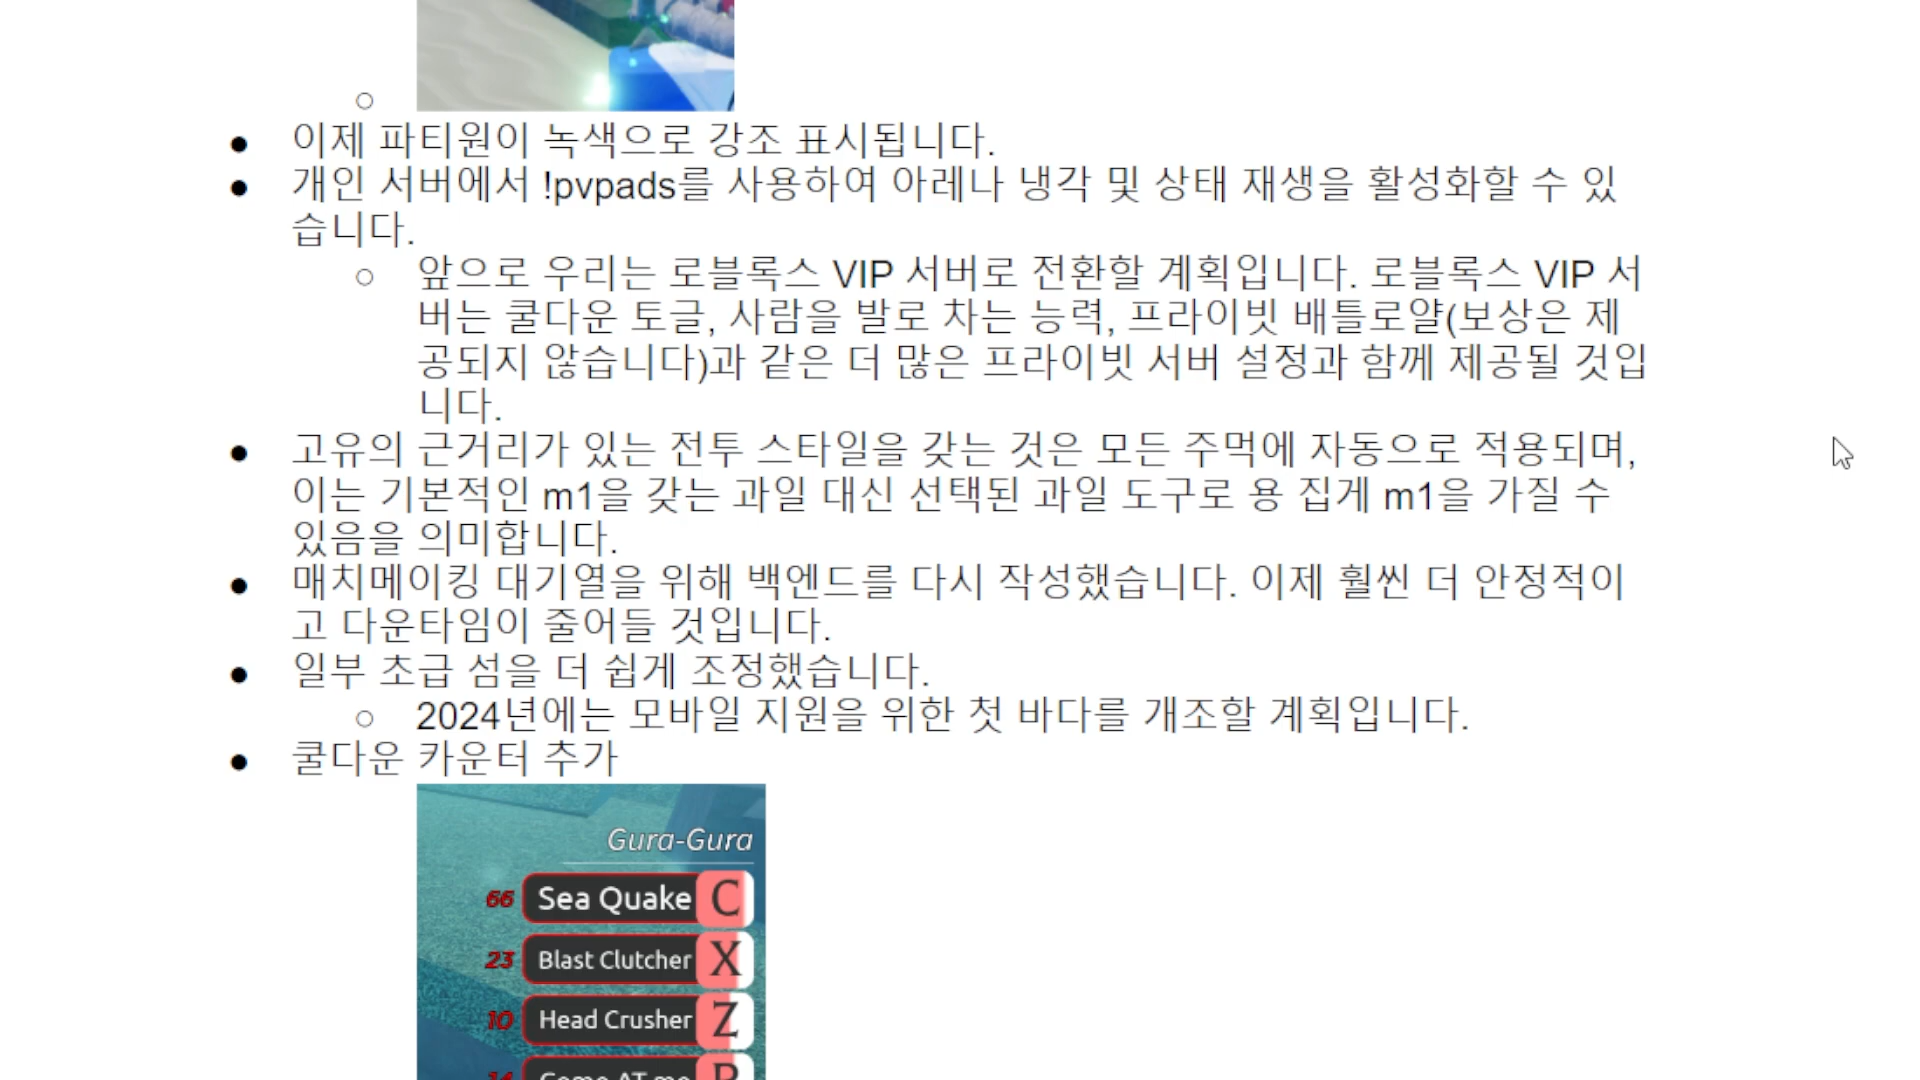 이제 파티원이 녹색으로 강조 표시됩니다.
개인 서버에서 !pvpads를 사용하여 아레나 냉각 및 상태 재생을 활성화할 수 있
습니다.
앞으로 우리는 로블록스 VIP 서버로 전환할 계획입니다. 로블록스 VIP 서
버는 쿨다운 토글, 사람을 발로 차는 능력, 프라이빗 배틀로얄(보상은 제
공되지 않습니다)과 같은 더 많은 프라이빗 서버 설정과 함께 제공될 것입
니다.
고유의 근거리가 있는 전투 스타일을 갖는 것은 모든 주먹에 자동으로 적용되며,
이는 기본적인 m1을 갖는 과일 대신 선택된 과일 도구로 용 집게 m1을 가질 수
있음을 의미합니다.
매치메이킹 대기열을 위해 백엔드를 다시 작성했습니다. 이제 훨씬 더 안정적이
고 다운타임이 줄어들 것입니다.
일부 초급 섬을 더 쉽게 조정했습니다.
2024년에는 모바일 지원을 위한 첫 바다를 개조할 계획입니다.
쿨다운 카운터 추가
Gura-Gura
66 Sea Quake C
23 Blast Clutcher X
10 Head Crusher Z
14 Come AT me